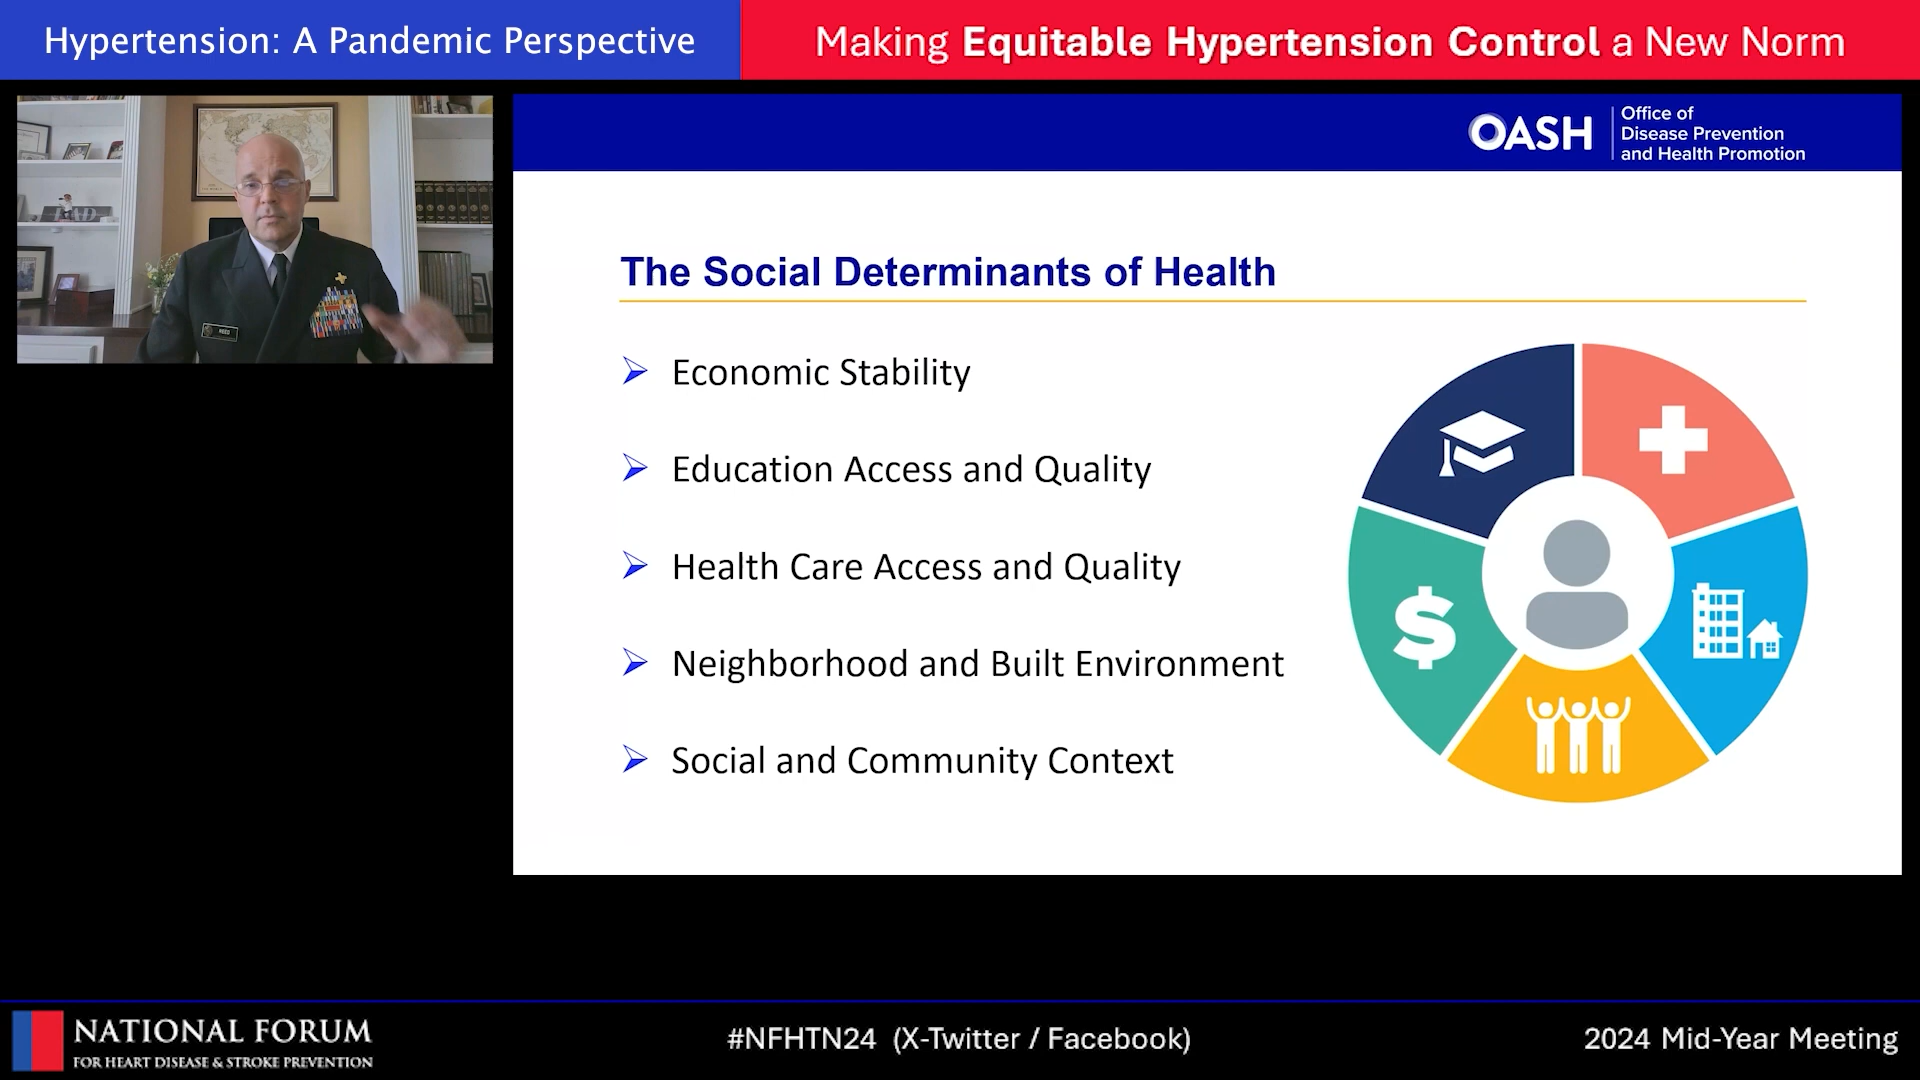 Hypertension: A Pandemic Perspective
Making Equitable Hypertension Control a New Norm
OASH
Office of
Disease Prevention
and Health Promotion
The Social Determinants of Health
Economic Stability
Education Access and Quality
Health Care Access and Quality
Neighborhood and Built Environment
Social and Community Context
$
NATIONAL FORUM
FOR HEART DISEASE & STROKE PREVENTION
#NFHTN24 (X-Twitter / Facebook)
2024 Mid-Year Meeting